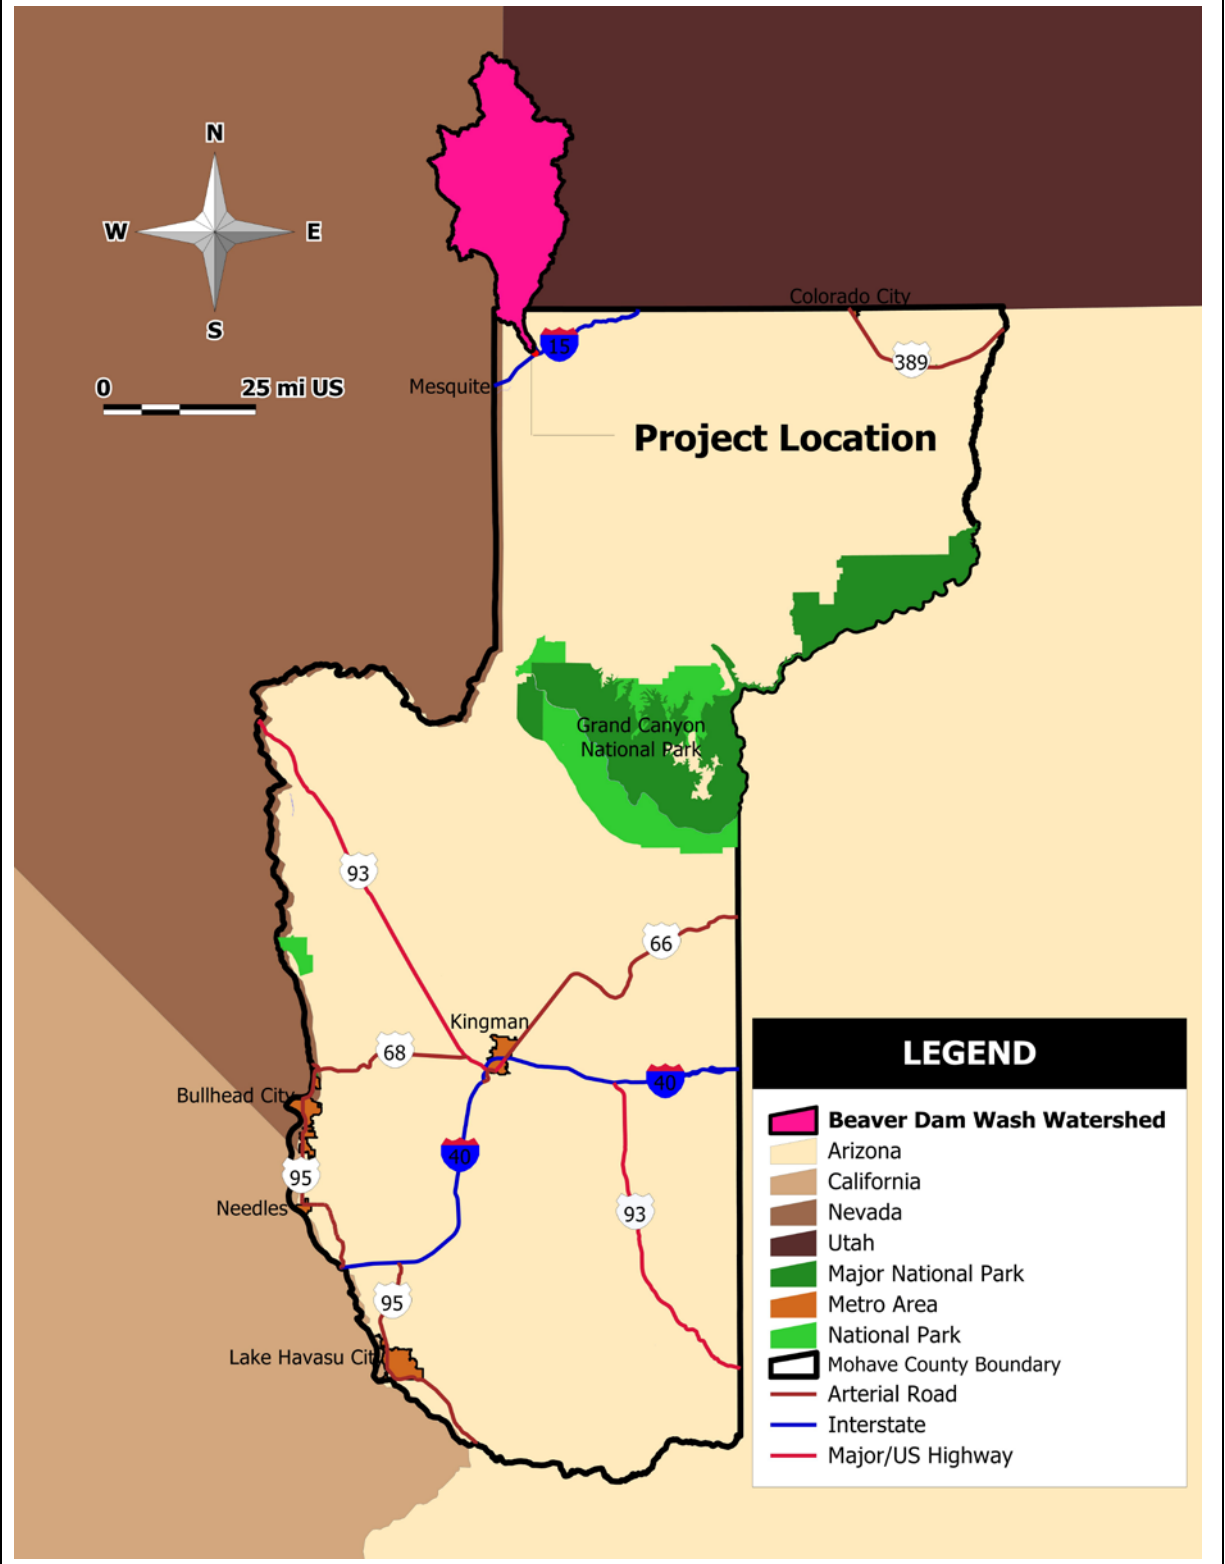 N
W
E
S
0
25 mi US
Colorado City
15
389
Mesquite
Project Location
Grand Canyon
National Park
93
66
Kingman
68
40
Bullhead City
40
95
Needles
93
95
Lake Havasu City
LEGEND
Beaver Dam Wash Watershed
Arizona
California
Nevada
Utah
Major National Park
Metro Area
National Park
Mohave County Boundary
Arterial Road
Interstate
Major/US Highway